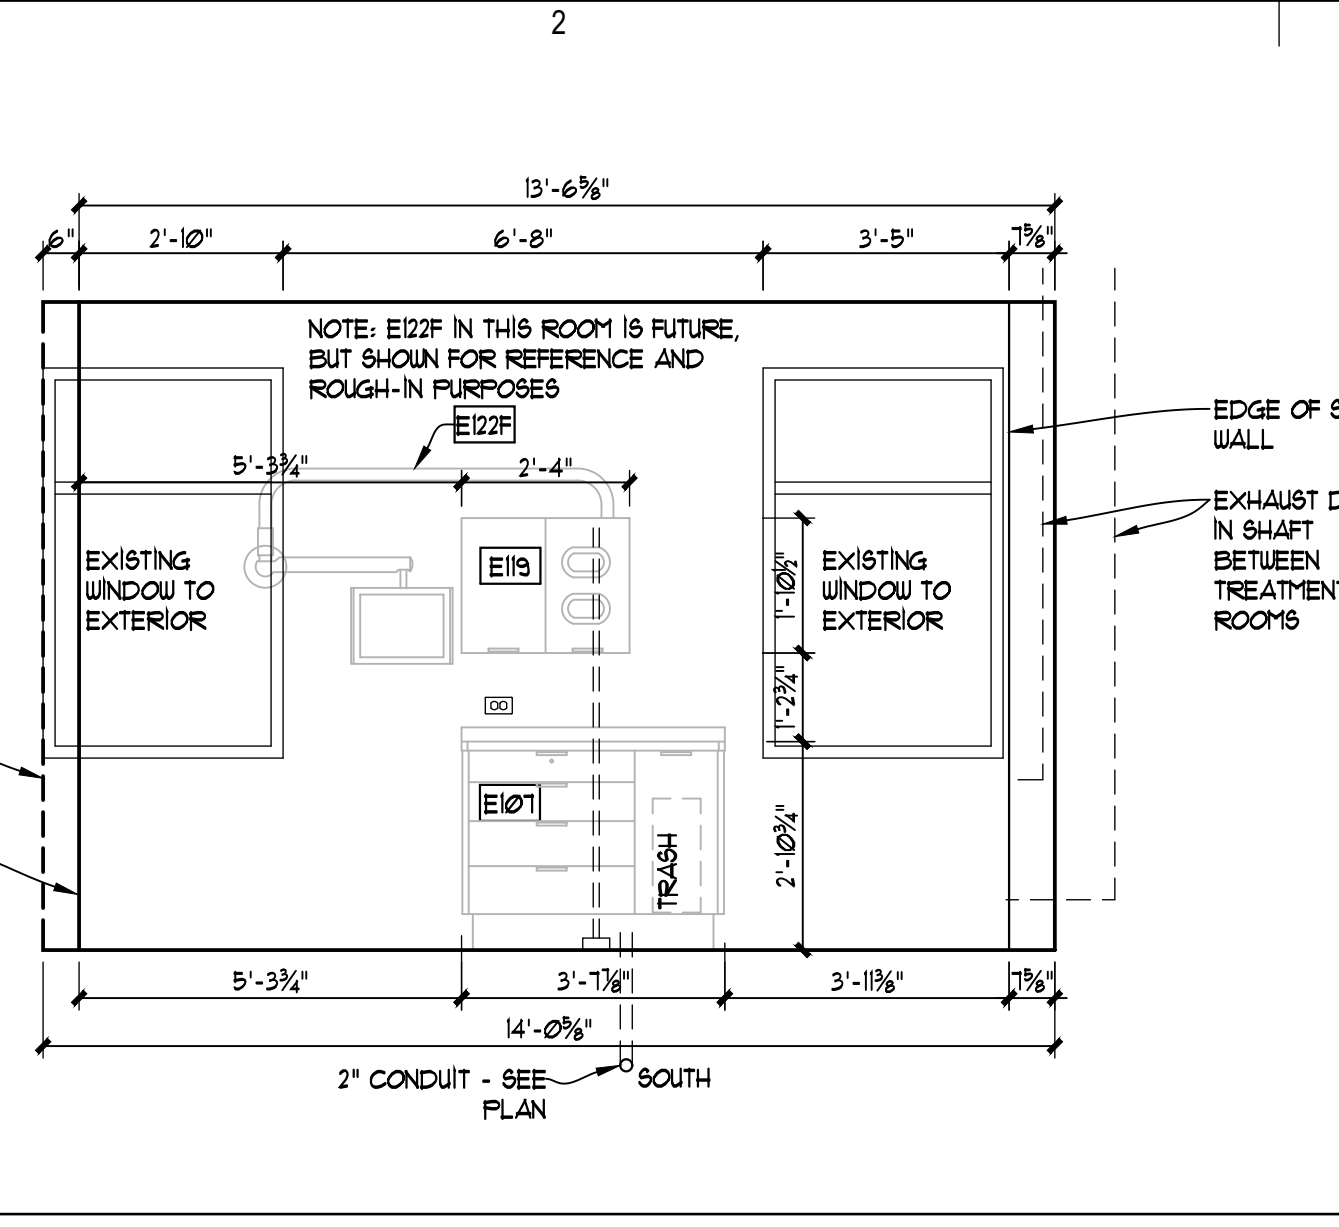 2
13'-6⅝"
6" 2'-10" 6'-8" 3'-5" 7⅝"
NOTE: E122F IN THIS ROOM IS FUTURE,
BUT SHOWN FOR REFERENCE AND
ROUGH-IN PURPOSES
E122F
5'-3¾" 2'-4"
EDGE OF S
WALL
EXHAUST D
IN SHAFT
BETWEEN
TREATMENT
ROOMS
EXISTING
WINDOW TO
EXTERIOR
E119
1'-10½"
EXISTING
WINDOW TO
EXTERIOR
1'-2¾"
E107
TRASH
2'-10¾"
5'-3¾" 3'-7⅞" 3'-11⅜" 7⅝"
14'-0⅝"
2" CONDUIT - SEE
PLAN
SOUTH